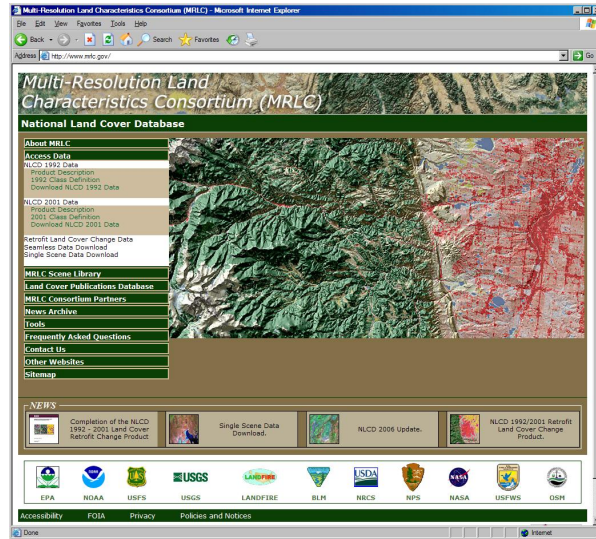 Multi-Resolution Land Characteristics Consortium (MRLC) - Microsoft Internet Explorer
File Edit View Favorites Tools Help
Back Search Favorites
Address http://www.mrlc.gov/ Go
Multi-Resolution Land
Characteristics Consortium (MRLC)
National Land Cover Database
About MRLC
Access Data
NLCD 1992 Data
Product Description
1992 Class Definition
Download NLCD 1992 Data
NLCD 2001 Data
Product Description
2001 Class Definition
Download NLCD 2001 Data
Retrofit Land Cover Change Data
Seamless Data Download
Single Scene Data Download
MRLC Scene Library
Land Cover Publications Database
MRLC Consortium Partners
News Archive
Tools
Frequently Asked Questions
Contact Us
Other Websites
Sitemap
NEWS
Completion of the NLCD
1992 - 2001 Land Cover
Retrofit Change Product
Single Scene Data
Download.
NLCD 2006 Update.
NLCD 1992/2001 Retrofit
Land Cover Change
Product.
USGS
LANDFIRE
USDA
NASA
EPA NOAA USFS USGS LANDFIRE BLM NRCS NPS NASA USFWS OSM
Accessibility FOIA Privacy Policies and Notices
Done Internet